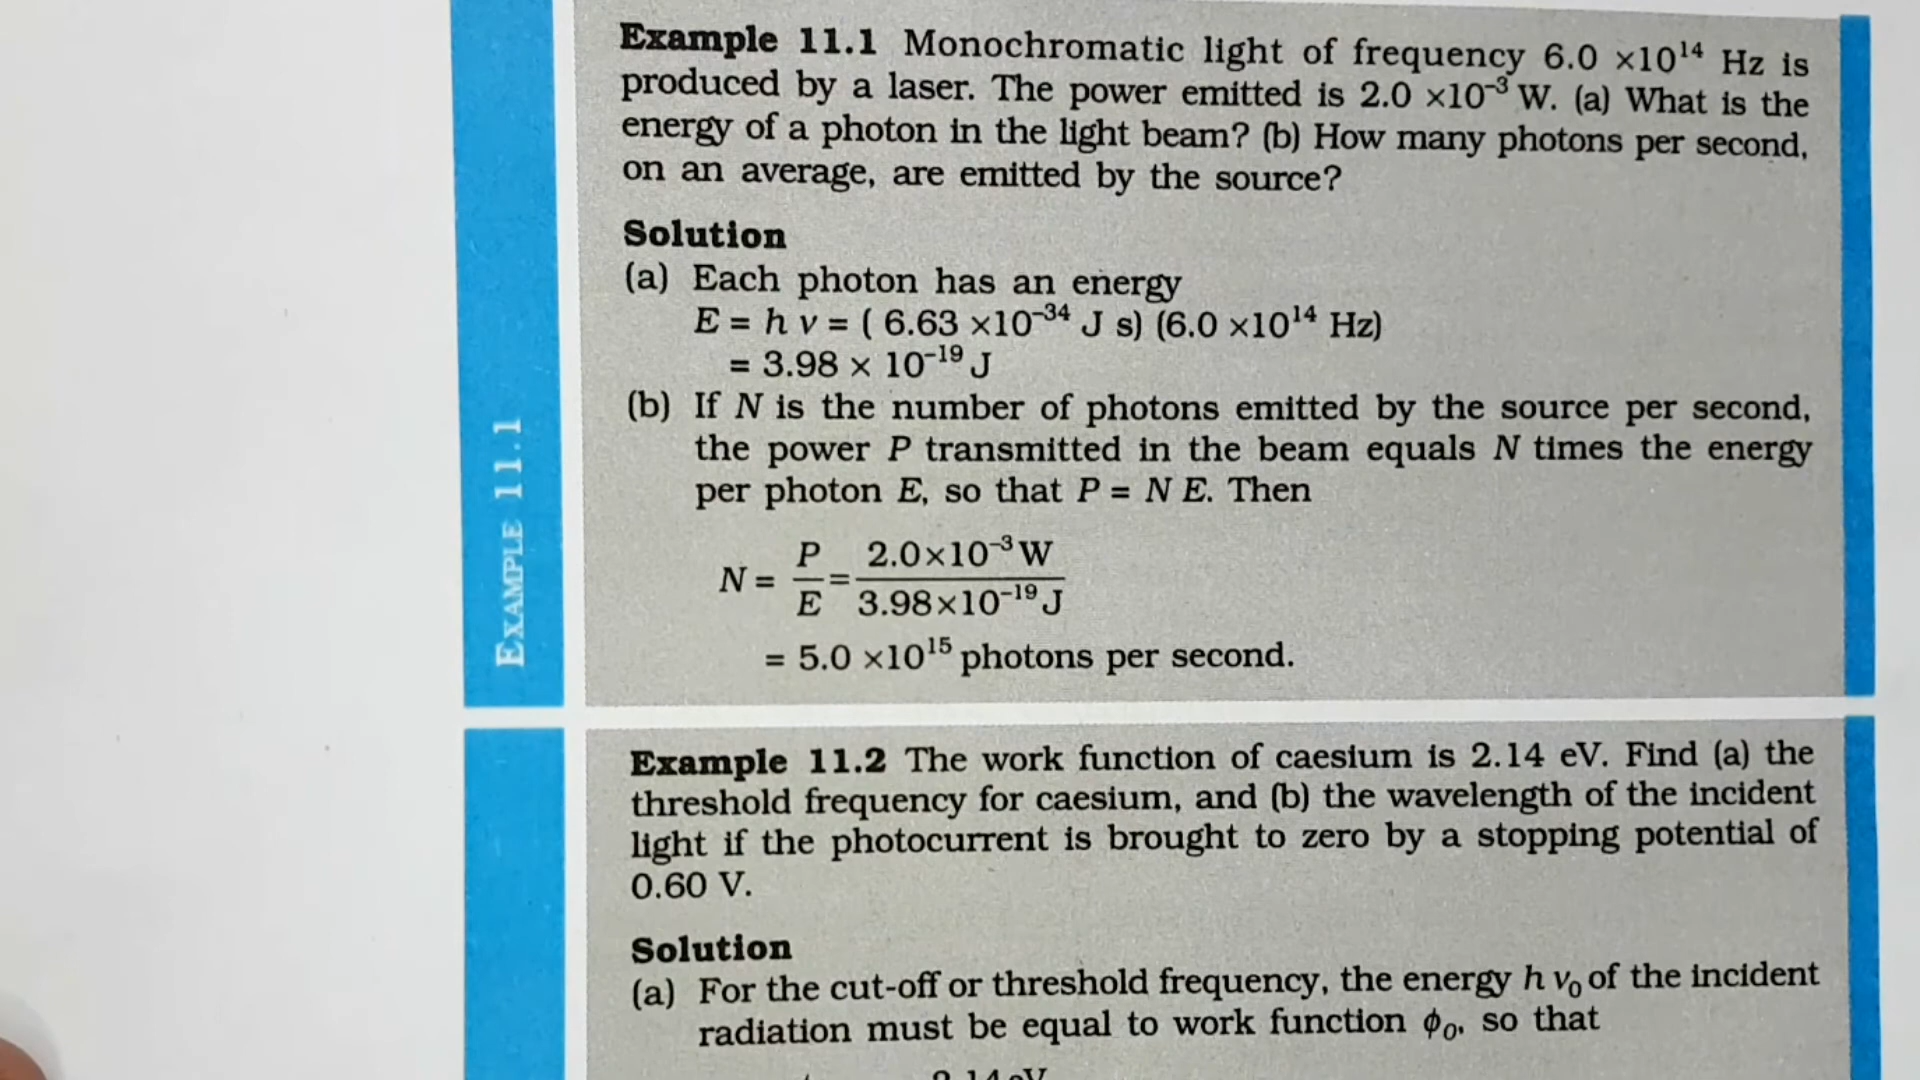 Example 11.1 Monochromatic light of frequency 6.0 ×10¹⁴ Hz is
produced by a laser. The power emitted is 2.0 ×10⁻³ W. (a) What is the
energy of a photon in the light beam? (b) How many photons per second,
on an average, are emitted by the source?
Solution
(a) Each photon has an energy
E = h ν = ( 6.63 ×10⁻³⁴ J s) (6.0 ×10¹⁴ Hz)
= 3.98 × 10⁻¹⁹ J
(b) If N is the number of photons emitted by the source per second,
the power P transmitted in the beam equals N times the energy
per photon E, so that P = N E. Then
N = P/E = 2.0×10⁻³ W / 3.98×10⁻¹⁹ J
= 5.0 ×10¹⁵ photons per second.
EXAMPLE 11.1
Example 11.2 The work function of caesium is 2.14 eV. Find (a) the
threshold frequency for caesium, and (b) the wavelength of the incident
light if the photocurrent is brought to zero by a stopping potential of
0.60 V.
Solution
(a) For the cut-off or threshold frequency, the energy h ν₀ of the incident
radiation must be equal to work function ϕ₀, so that